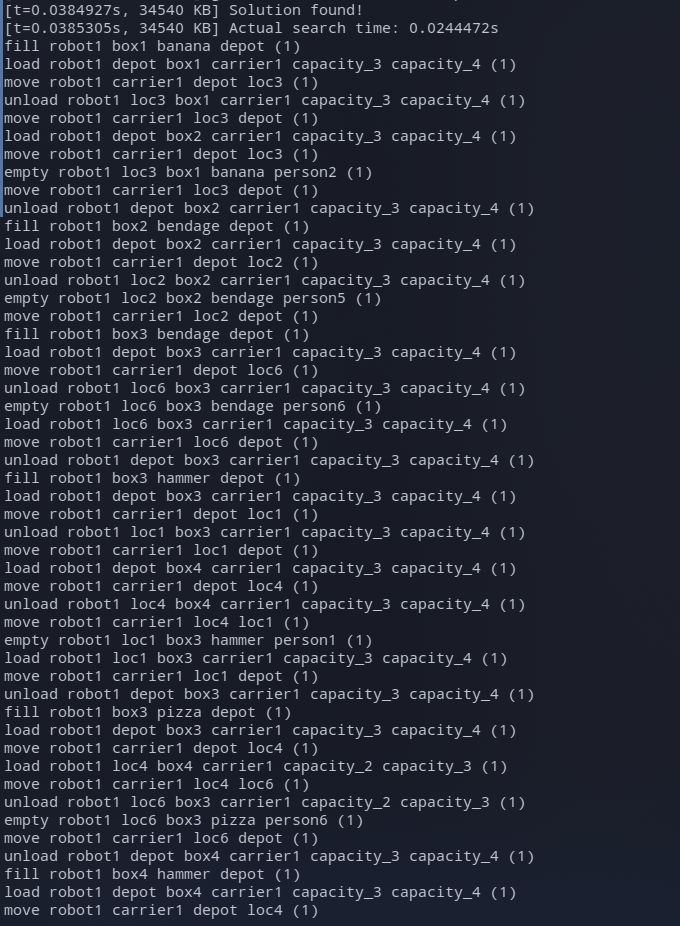 [t=0.0384927s, 34540 KB] Solution found!
[t=0.0385305s, 34540 KB] Actual search time: 0.0244472s
fill robot1 box1 banana depot (1)
load robot1 depot box1 carrier1 capacity_3 capacity_4 (1)
move robot1 carrier1 depot loc3 (1)
unload robot1 loc3 box1 carrier1 capacity_3 capacity_4 (1)
move robot1 carrier1 loc3 depot (1)
load robot1 depot box2 carrier1 capacity_3 capacity_4 (1)
move robot1 carrier1 depot loc3 (1)
empty robot1 loc3 box1 banana person2 (1)
move robot1 carrier1 loc3 depot (1)
unload robot1 depot box2 carrier1 capacity_3 capacity_4 (1)
fill robot1 box2 bendage depot (1)
load robot1 depot box2 carrier1 capacity_3 capacity_4 (1)
move robot1 carrier1 depot loc2 (1)
unload robot1 loc2 box2 carrier1 capacity_3 capacity_4 (1)
empty robot1 loc2 box2 bendage person5 (1)
move robot1 carrier1 loc2 depot (1)
fill robot1 box3 bendage depot (1)
load robot1 depot box3 carrier1 capacity_3 capacity_4 (1)
move robot1 carrier1 depot loc6 (1)
unload robot1 loc6 box3 carrier1 capacity_3 capacity_4 (1)
empty robot1 loc6 box3 bendage person6 (1)
load robot1 loc6 box3 carrier1 capacity_3 capacity_4 (1)
move robot1 carrier1 loc6 depot (1)
unload robot1 depot box3 carrier1 capacity_3 capacity_4 (1)
fill robot1 box3 hammer depot (1)
load robot1 depot box3 carrier1 capacity_3 capacity_4 (1)
move robot1 carrier1 depot loc1 (1)
unload robot1 loc1 box3 carrier1 capacity_3 capacity_4 (1)
move robot1 carrier1 loc1 depot (1)
load robot1 depot box4 carrier1 capacity_3 capacity_4 (1)
move robot1 carrier1 depot loc4 (1)
unload robot1 loc4 box4 carrier1 capacity_3 capacity_4 (1)
move robot1 carrier1 loc4 loc1 (1)
empty robot1 loc1 box3 hammer person1 (1)
load robot1 loc1 box3 carrier1 capacity_3 capacity_4 (1)
move robot1 carrier1 loc1 depot (1)
unload robot1 depot box3 carrier1 capacity_3 capacity_4 (1)
fill robot1 box3 pizza depot (1)
load robot1 depot box3 carrier1 capacity_3 capacity_4 (1)
move robot1 carrier1 depot loc4 (1)
load robot1 loc4 box4 carrier1 capacity_2 capacity_3 (1)
move robot1 carrier1 loc4 loc6 (1)
unload robot1 loc6 box3 carrier1 capacity_2 capacity_3 (1)
empty robot1 loc6 box3 pizza person6 (1)
move robot1 carrier1 loc6 depot (1)
unload robot1 depot box4 carrier1 capacity_3 capacity_4 (1)
fill robot1 box4 hammer depot (1)
load robot1 depot box4 carrier1 capacity_3 capacity_4 (1)
move robot1 carrier1 depot loc4 (1)